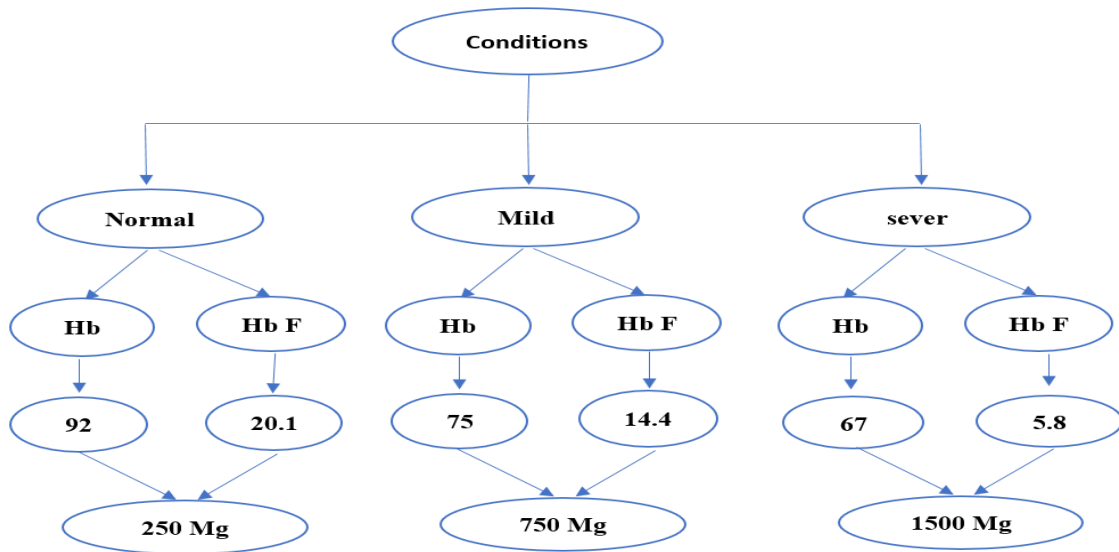 Conditions
Normal
Mild
sever
Hb
Hb F
Hb
Hb F
Hb
Hb F
92
20.1
75
14.4
67
5.8
250 Mg
750 Mg
1500 Mg